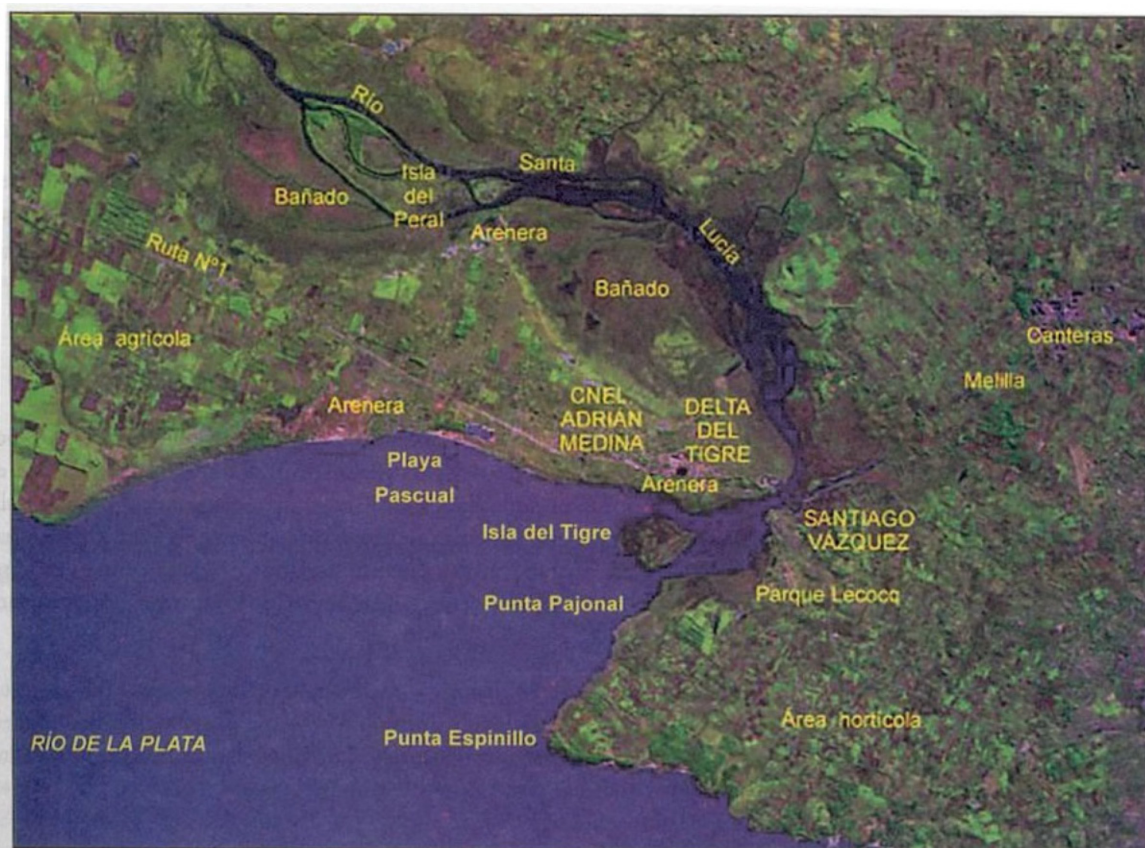 Río
Santa
Lucía
Isla
del
Peral
Bañado
Arenera
Ruta Nº1
Bañado
Área agrícola
Canteras
Melilla
Arenera
CNEL
ADRIÁN
MEDINA
DELTA
DEL
TIGRE
Playa
Pascual
Arenera
Isla del Tigre
SANTIAGO
VÁZQUEZ
Punta Pajonal
Parque Lecocq
Área hortícola
RÍO DE LA PLATA
Punta Espinillo